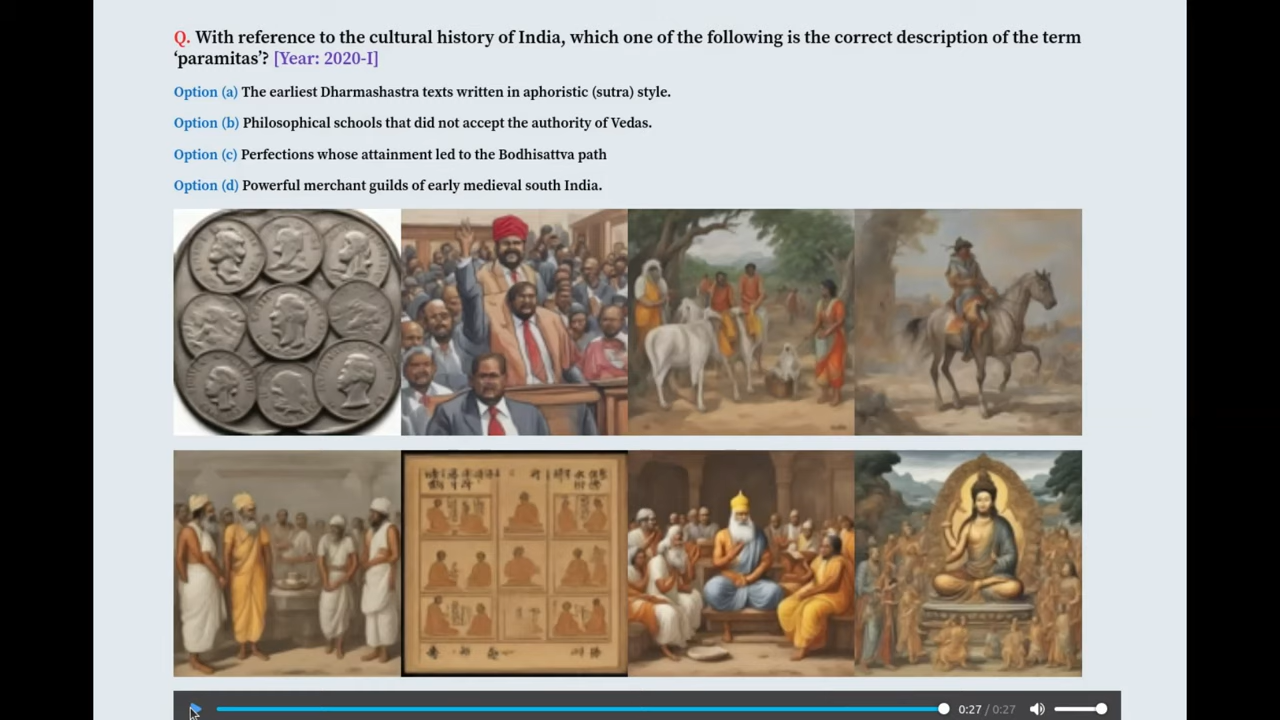 Q. With reference to the cultural history of India, which one of the following is the correct description of the term
‘paramitas’? [Year: 2020-I]
Option (a) The earliest Dharmashastra texts written in aphoristic (sutra) style.
Option (b) Philosophical schools that did not accept the authority of Vedas.
Option (c) Perfections whose attainment led to the Bodhisattva path
Option (d) Powerful merchant guilds of early medieval south India.
0:27 / 0:27